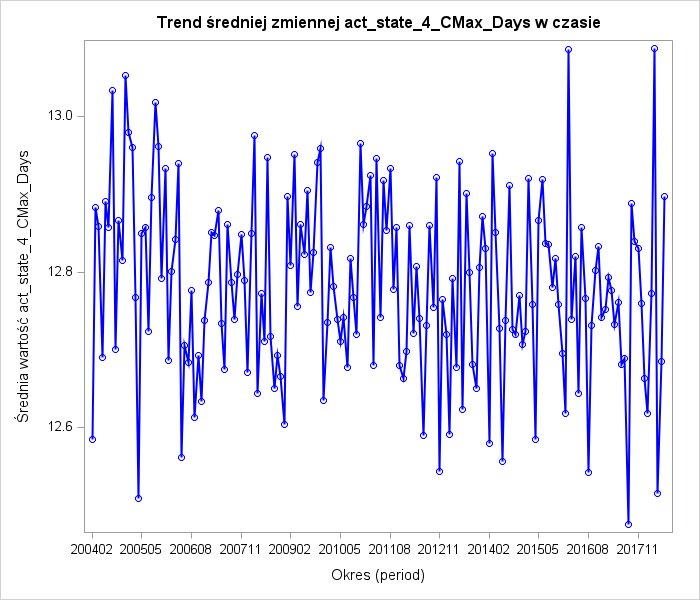 Trend średniej zmiennej act_state_4_CMax_Days w czasie
Średnia wartość act_state_4_CMax_Days
13.0
12.8
12.6
200402 200505 200608 200711 200902 201005 201108 201211 201402 201505 201608 201711
Okres (period)